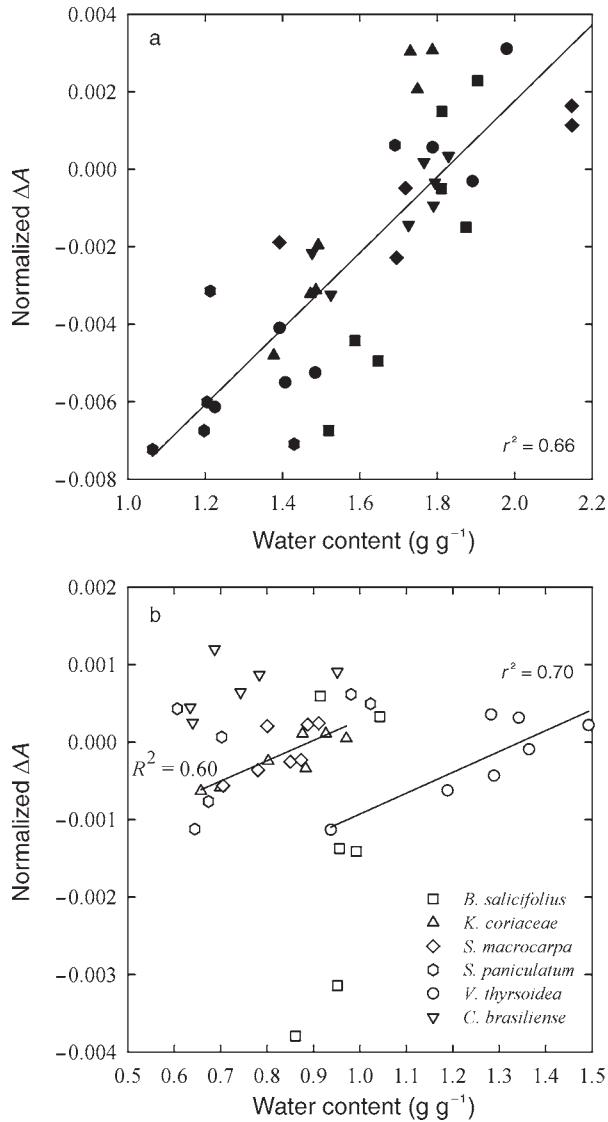 a
0.004
0.002
0.000
−0.002
−0.004
−0.006
−0.008
Normalized ΔA
r² = 0.66
1.0 1.2 1.4 1.6 1.8 2.0 2.2
Water content (g g⁻¹)
b
0.002
0.001
0.000
−0.001
−0.002
−0.003
−0.004
Normalized ΔA
r² = 0.70
R² = 0.60
B. salicifolius
K. coriaceae
S. macrocarpa
S. paniculatum
V. thyrsoidea
C. brasiliense
0.5 0.6 0.7 0.8 0.9 1.0 1.1 1.2 1.3 1.4 1.5
Water content (g g⁻¹)